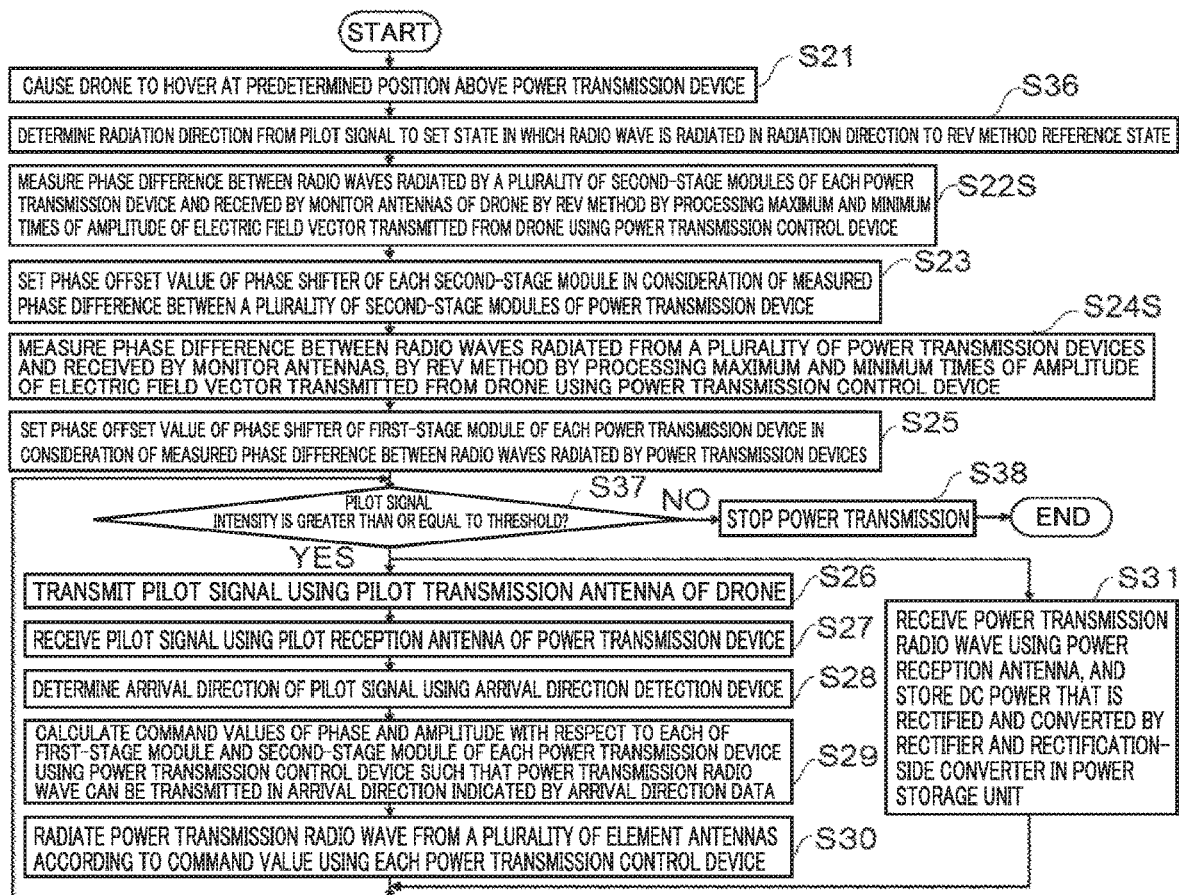 START
S21
CAUSE DRONE TO HOVER AT PREDETERMINED POSITION ABOVE POWER TRANSMISSION DEVICE
S36
DETERMINE RADIATION DIRECTION FROM PILOT SIGNAL TO SET STATE IN WHICH RADIO WAVE IS RADIATED IN RADIATION DIRECTION TO REV METHOD REFERENCE STATE
S22S
MEASURE PHASE DIFFERENCE BETWEEN RADIO WAVES RADIATED BY A PLURALITY OF SECOND-STAGE MODULES OF EACH POWER
TRANSMISSION DEVICE AND RECEIVED BY MONITOR ANTENNAS OF DRONE BY REV METHOD BY PROCESSING MAXIMUM AND MINIMUM
TIMES OF AMPLITUDE OF ELECTRIC FIELD VECTOR TRANSMITTED FROM DRONE USING POWER TRANSMISSION CONTROL DEVICE
S23
SET PHASE OFFSET VALUE OF PHASE SHIFTER OF EACH SECOND-STAGE MODULE IN CONSIDERATION OF MEASURED
PHASE DIFFERENCE BETWEEN A PLURALITY OF SECOND-STAGE MODULES OF POWER TRANSMISSION DEVICE
S24S
MEASURE PHASE DIFFERENCE BETWEEN RADIO WAVES RADIATED FROM A PLURALITY OF POWER TRANSMISSION DEVICES
AND RECEIVED BY MONITOR ANTENNAS, BY REV METHOD BY PROCESSING MAXIMUM AND MINIMUM TIMES OF AMPLITUDE
OF ELECTRIC FIELD VECTOR TRANSMITTED FROM DRONE USING POWER TRANSMISSION CONTROL DEVICE
S25
SET PHASE OFFSET VALUE OF PHASE SHIFTER OF FIRST-STAGE MODULE OF EACH POWER TRANSMISSION DEVICE IN
CONSIDERATION OF MEASURED PHASE DIFFERENCE BETWEEN RADIO WAVES RADIATED BY POWER TRANSMISSION DEVICES
S37
PILOT SIGNAL
INTENSITY IS GREATER THAN OR EQUAL TO THRESHOLD?
NO
S38
STOP POWER TRANSMISSION
END
YES
S26
TRANSMIT PILOT SIGNAL USING PILOT TRANSMISSION ANTENNA OF DRONE
S27
RECEIVE PILOT SIGNAL USING PILOT RECEPTION ANTENNA OF POWER TRANSMISSION DEVICE
S28
DETERMINE ARRIVAL DIRECTION OF PILOT SIGNAL USING ARRIVAL DIRECTION DETECTION DEVICE
S29
CALCULATE COMMAND VALUES OF PHASE AND AMPLITUDE WITH RESPECT TO EACH OF
FIRST-STAGE MODULE AND SECOND-STAGE MODULE OF EACH POWER TRANSMISSION DEVICE
USING POWER TRANSMISSION CONTROL DEVICE SUCH THAT POWER TRANSMISSION RADIO
WAVE CAN BE TRANSMITTED IN ARRIVAL DIRECTION INDICATED BY ARRIVAL DIRECTION DATA
S30
RADIATE POWER TRANSMISSION RADIO WAVE FROM A PLURALITY OF ELEMENT ANTENNAS
ACCORDING TO COMMAND VALUE USING EACH POWER TRANSMISSION CONTROL DEVICE
S31
RECEIVE POWER TRANSMISSION
RADIO WAVE USING POWER
RECEPTION ANTENNA, AND
STORE DC POWER THAT IS
RECTIFIED AND CONVERTED BY
RECTIFIER AND RECTIFICATION-
SIDE CONVERTER IN POWER
STORAGE UNIT